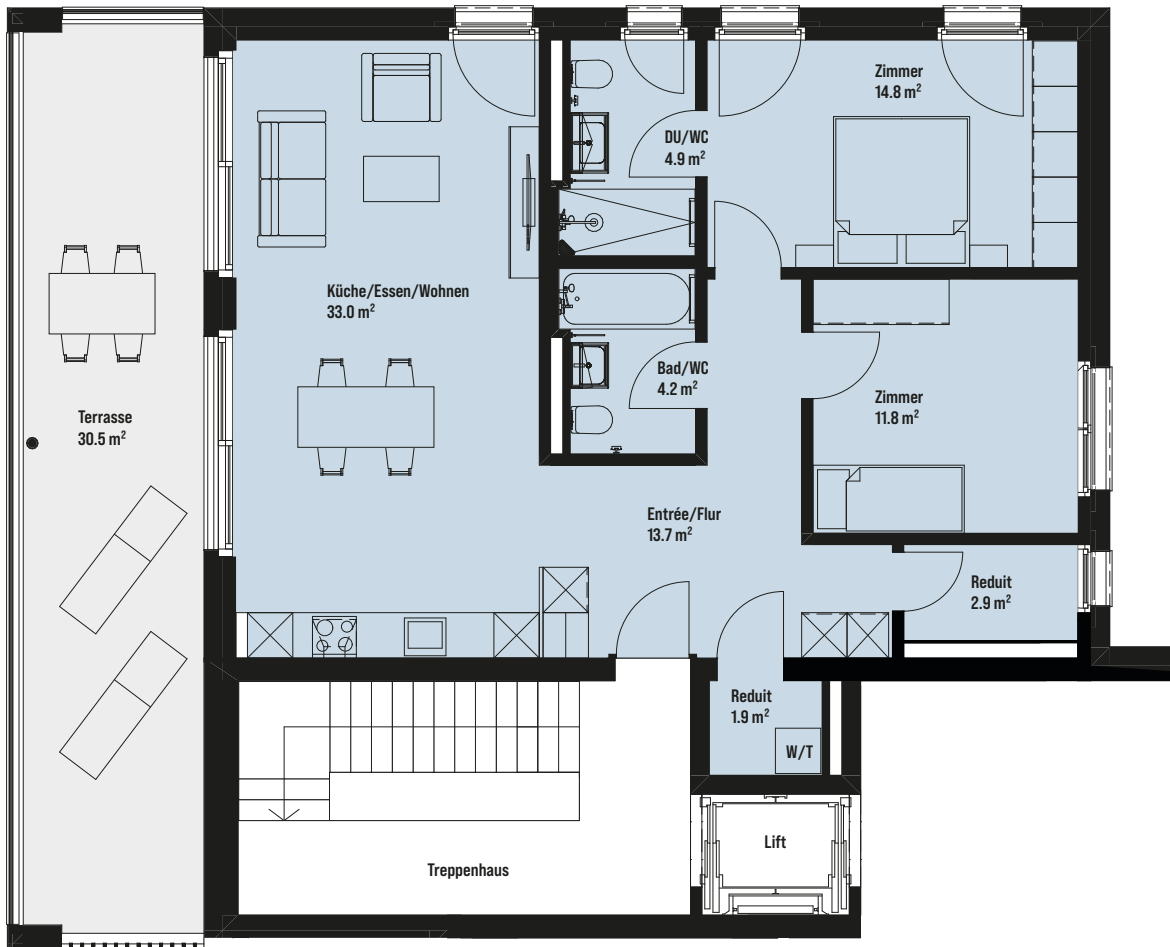 Zimmer
14.8 m²
DU/WC
4.9 m²
Küche/Essen/Wohnen
33.0 m²
Bad/WC
4.2 m²
Zimmer
11.8 m²
Terrasse
30.5 m²
Entrée/Flur
13.7 m²
Reduit
2.9 m²
Reduit
1.9 m²
W/T
Lift
Treppenhaus